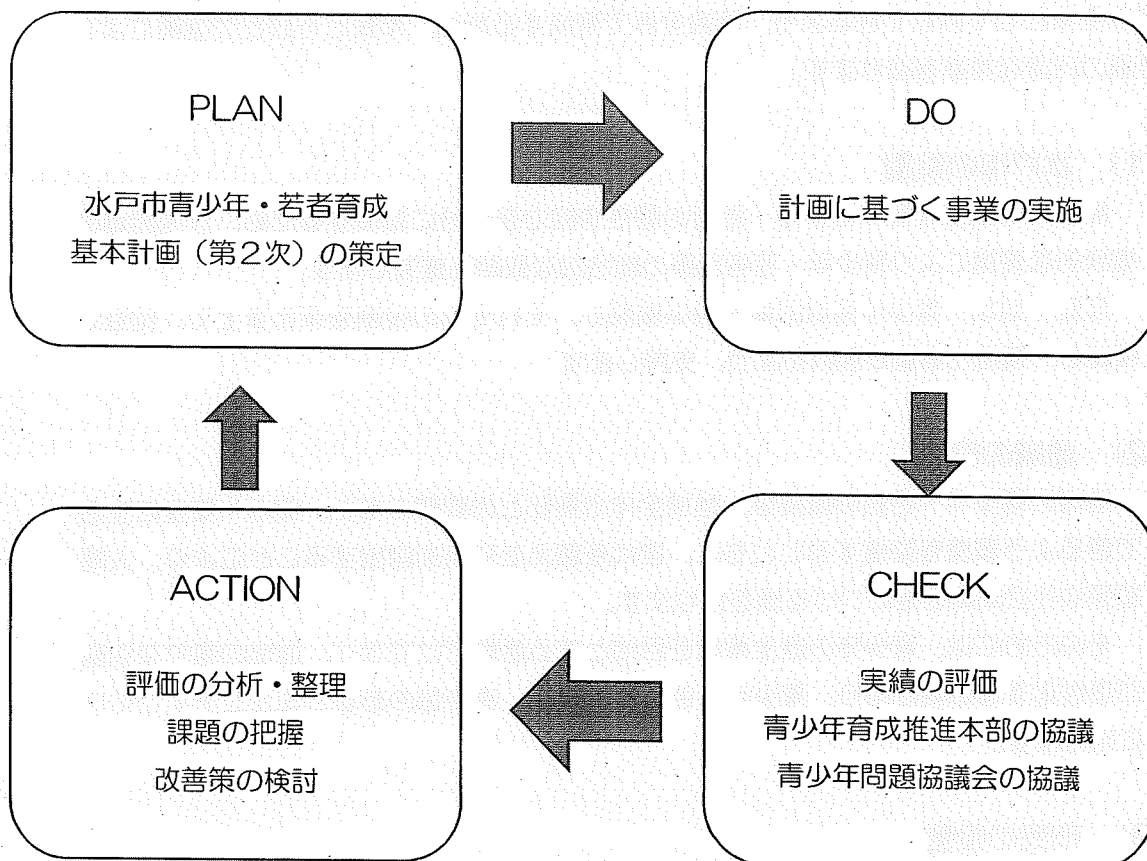 PLAN
水戸市青少年・若者育成
基本計画（第２次）の策定
DO
計画に基づく事業の実施
ACTION
評価の分析・整理
課題の把握
改善策の検討
CHECK
実績の評価
青少年育成推進本部の協議
青少年問題協議会の協議